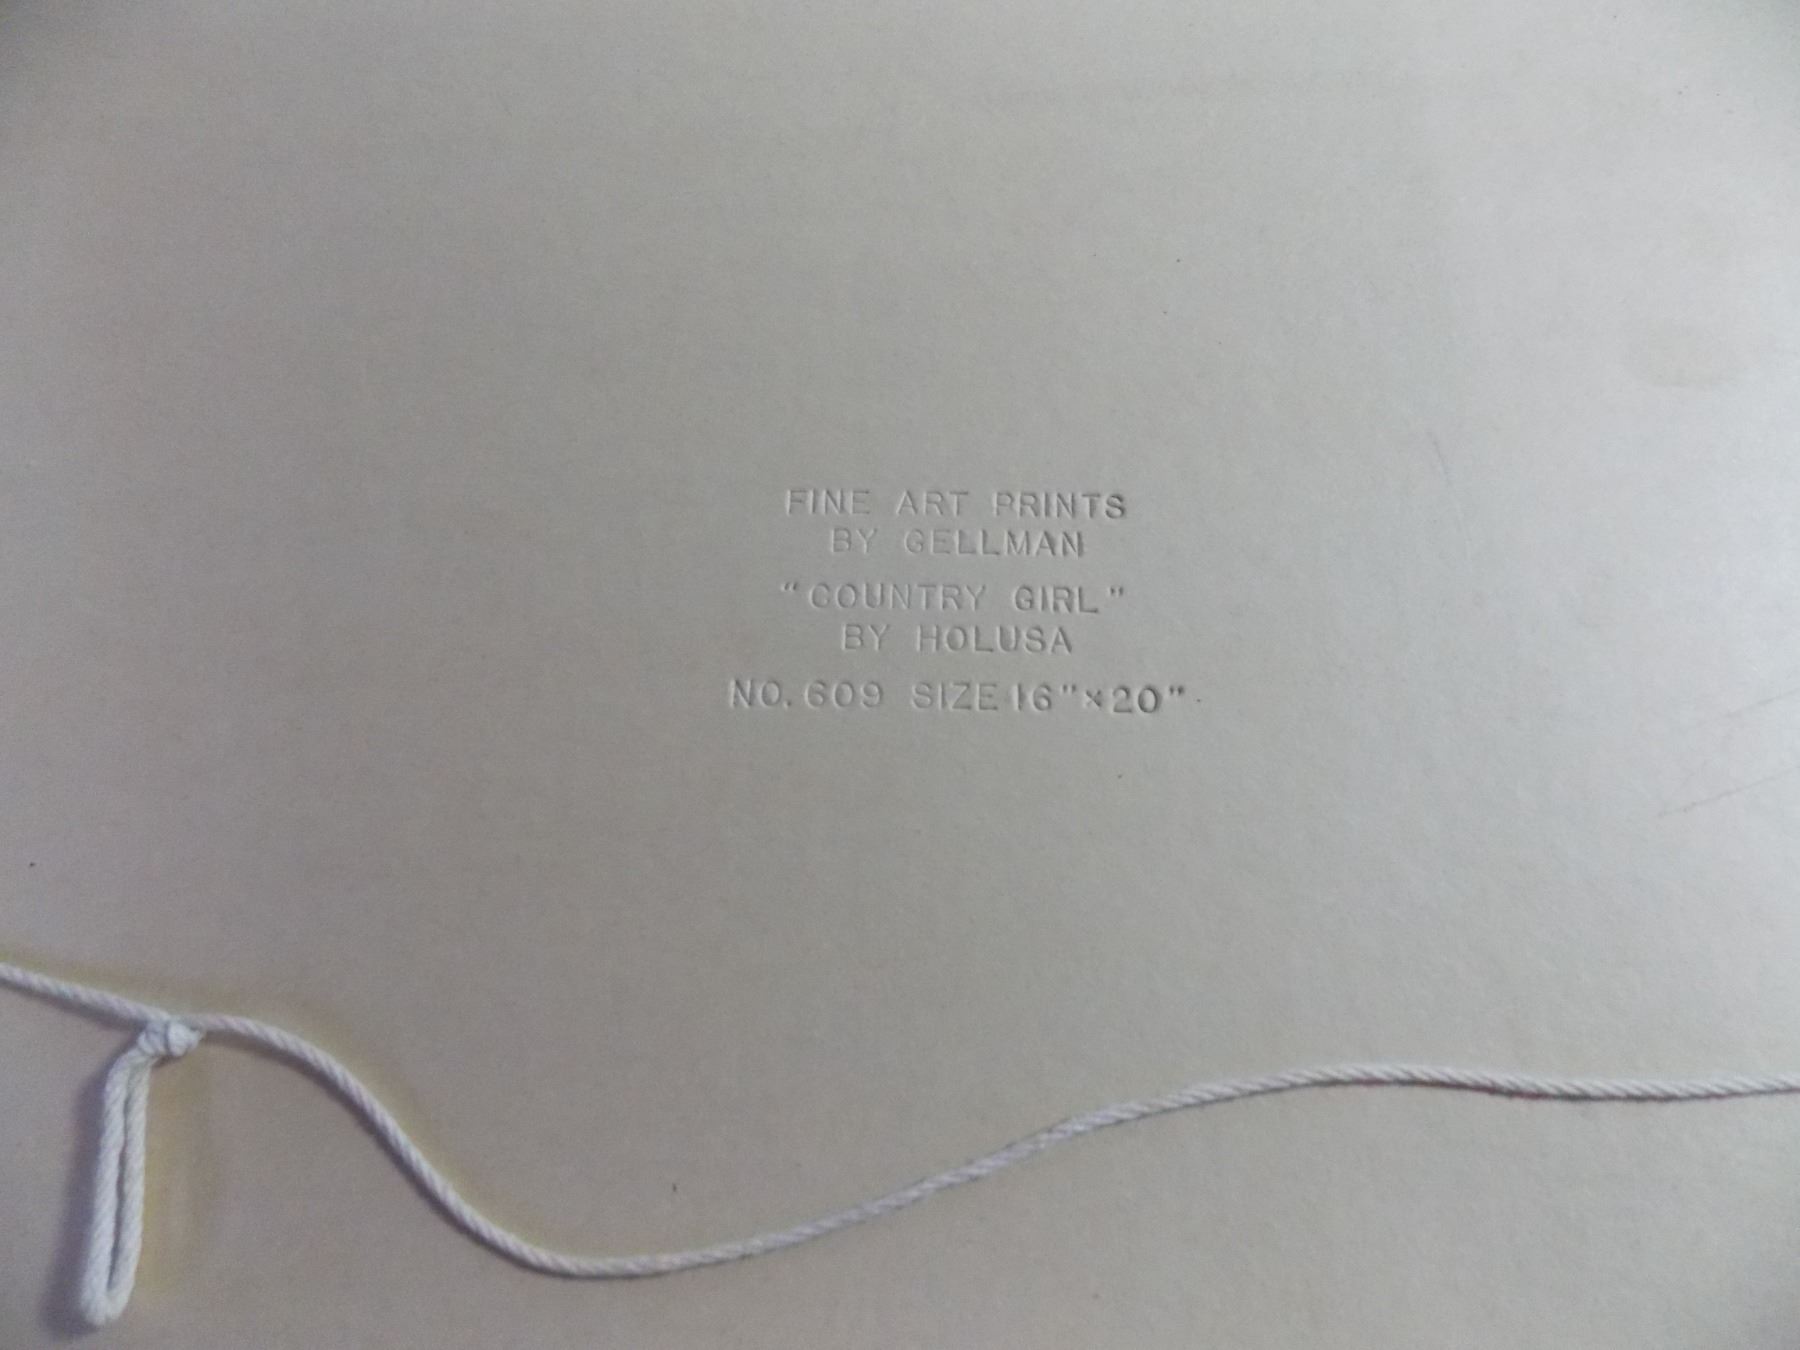 FINE ART PRINTS
BY GELLMAN
"COUNTRY GIRL"
BY HOLUSA
NO. 609 SIZE 16"×20"